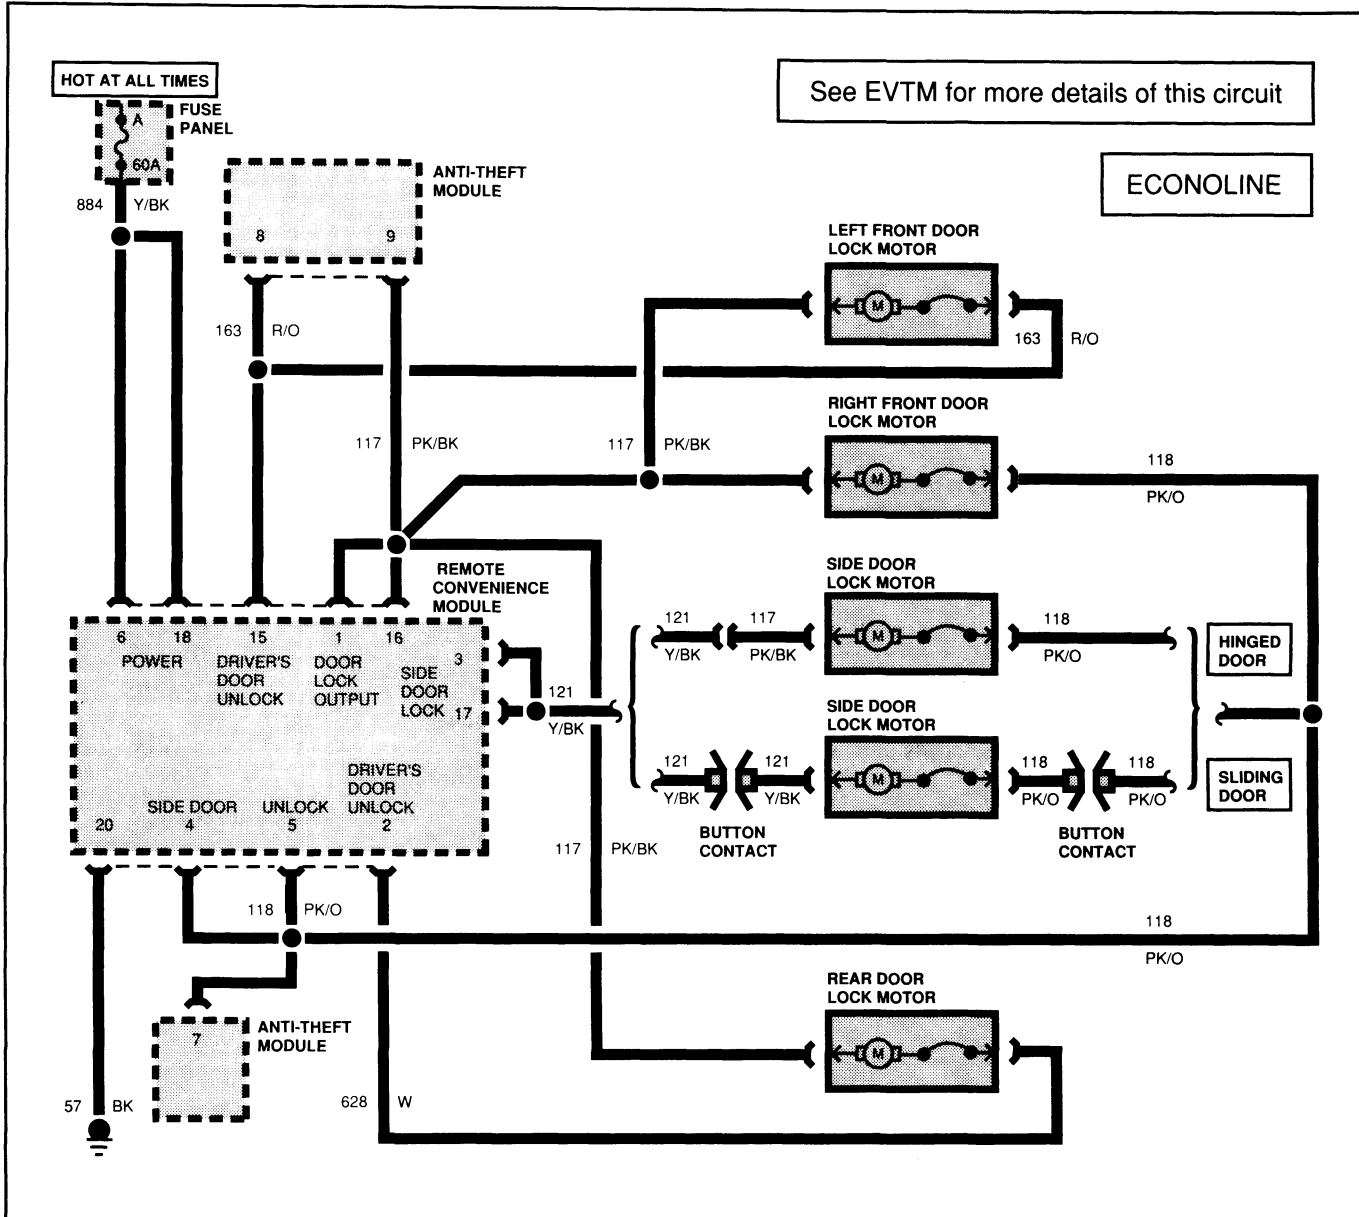 HOT AT ALL TIMES
See EVTM for more details of this circuit
ECONOLINE
FUSE
PANEL
A
60A
884 Y/BK
ANTI-THEFT
MODULE
8 9
163 R/O
117 PK/BK
LEFT FRONT DOOR
LOCK MOTOR
M
163 R/O
117 PK/BK
RIGHT FRONT DOOR
LOCK MOTOR
M
118
PK/O
REMOTE
CONVENIENCE
MODULE
6 18 15 1 16
POWER
DRIVER'S
DOOR
UNLOCK
DOOR
LOCK
OUTPUT
SIDE
DOOR
LOCK
3
17
121
Y/BK
SIDE DOOR
LOCK MOTOR
M
121
Y/BK
117
PK/BK
118
PK/O
HINGED
DOOR
SIDE DOOR
LOCK MOTOR
M
121
Y/BK
121
Y/BK
118
PK/O
118
PK/O
SLIDING
DOOR
BUTTON
CONTACT
BUTTON
CONTACT
DRIVER'S
DOOR
UNLOCK
SIDE DOOR UNLOCK
20 4 5 2
117 PK/BK
118 PK/O
118
PK/O
REAR DOOR
LOCK MOTOR
M
7
ANTI-THEFT
MODULE
57 BK
628 W